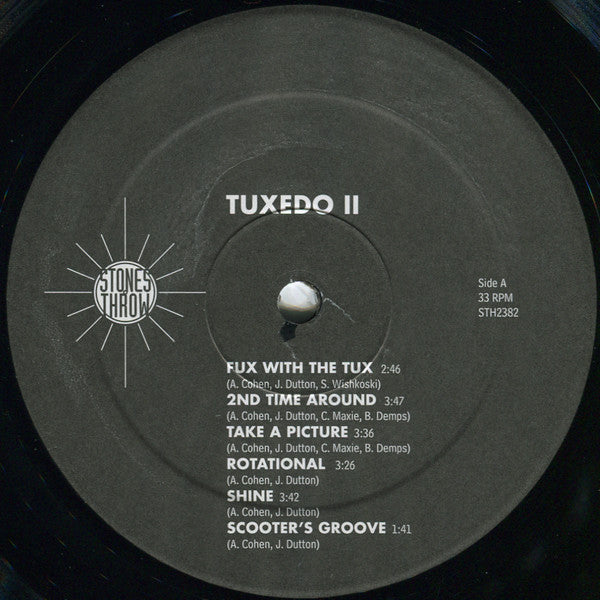 TUXEDO II
STONES
THROW
Side A
33 RPM
STH2382
FUX WITH THE TUX 2:46
(A. Cohen, J. Dutton, S. Wishkoski)
2ND TIME AROUND 3:47
(A. Cohen, J. Dutton, C. Maxie, B. Demps)
TAKE A PICTURE 3:36
(A. Cohen, J. Dutton, C. Maxie, B. Demps)
ROTATIONAL 3:26
(A. Cohen, J. Dutton)
SHINE 3:42
(A. Cohen, J. Dutton)
SCOOTER'S GROOVE 1:41
(A. Cohen, J. Dutton)